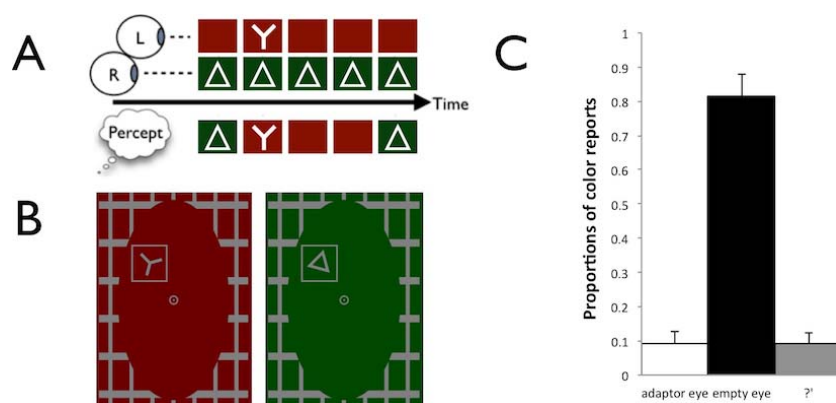 A
L
R
Time
Percept
B
C
Proportions of color reports
1
0.9
0.8
0.7
0.6
0.5
0.4
0.3
0.2
0.1
0
adaptor eye empty eye ?'